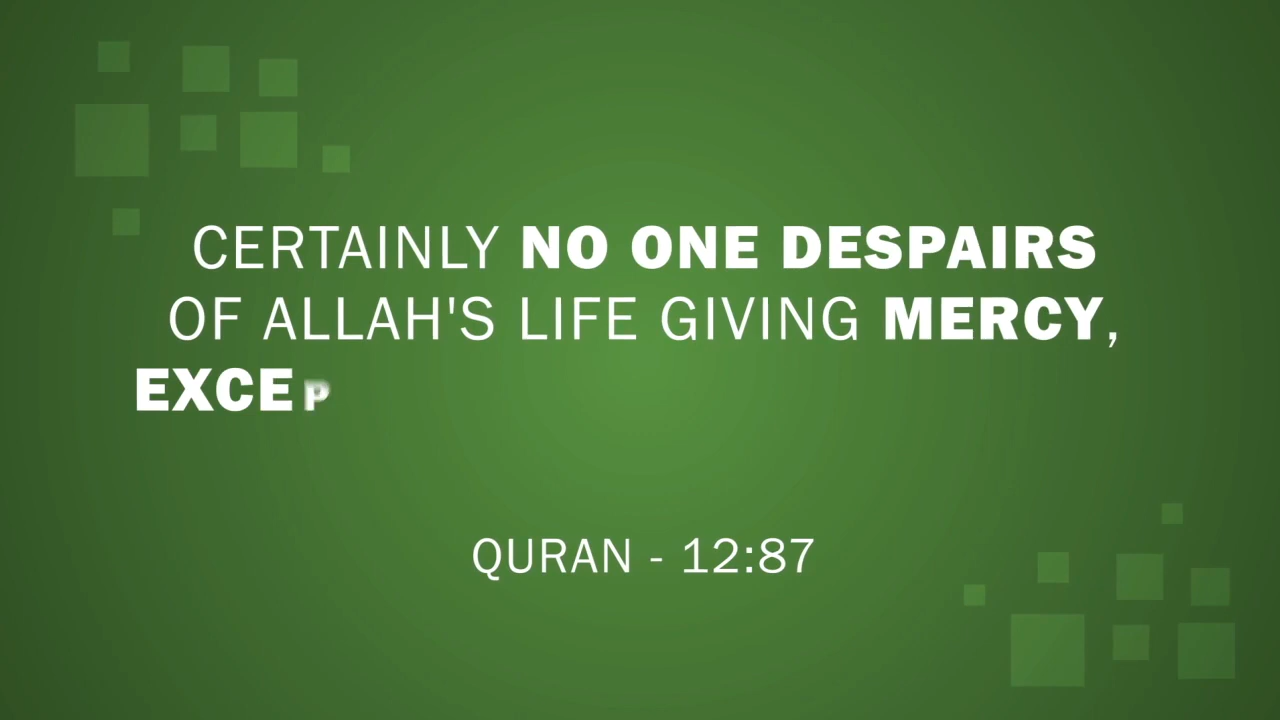 CERTAINLY NO ONE DESPAIRS
OF ALLAH'S LIFE GIVING MERCY,
EXCEP
QURAN - 12:87